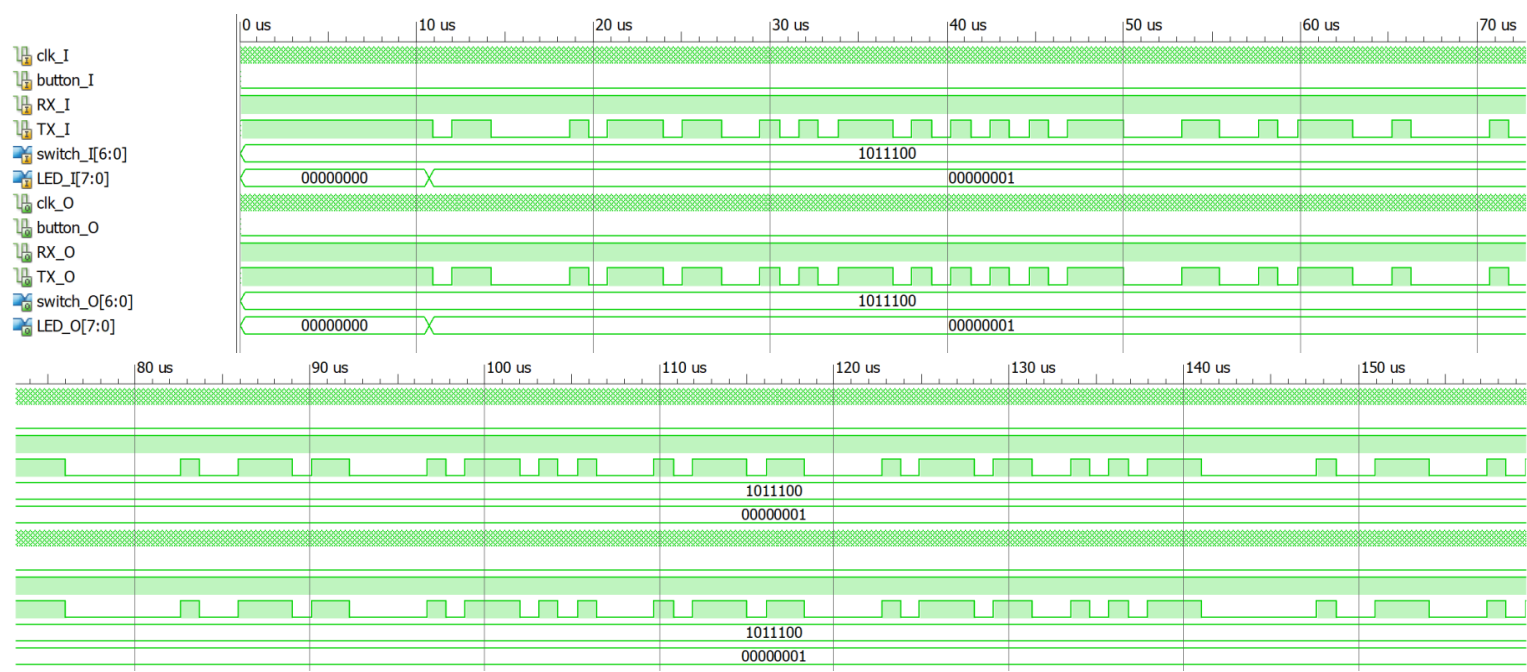 0 us 10 us 20 us 30 us 40 us 50 us 60 us 70 us
clk_I
button_I
RX_I
TX_I
switch_I[6:0] 1011100
LED_I[7:0] 00000000 00000001
clk_O
button_O
RX_O
TX_O
switch_O[6:0] 1011100
LED_O[7:0] 00000000 00000001
80 us 90 us 100 us 110 us 120 us 130 us 140 us 150 us
1011100
00000001
1011100
00000001